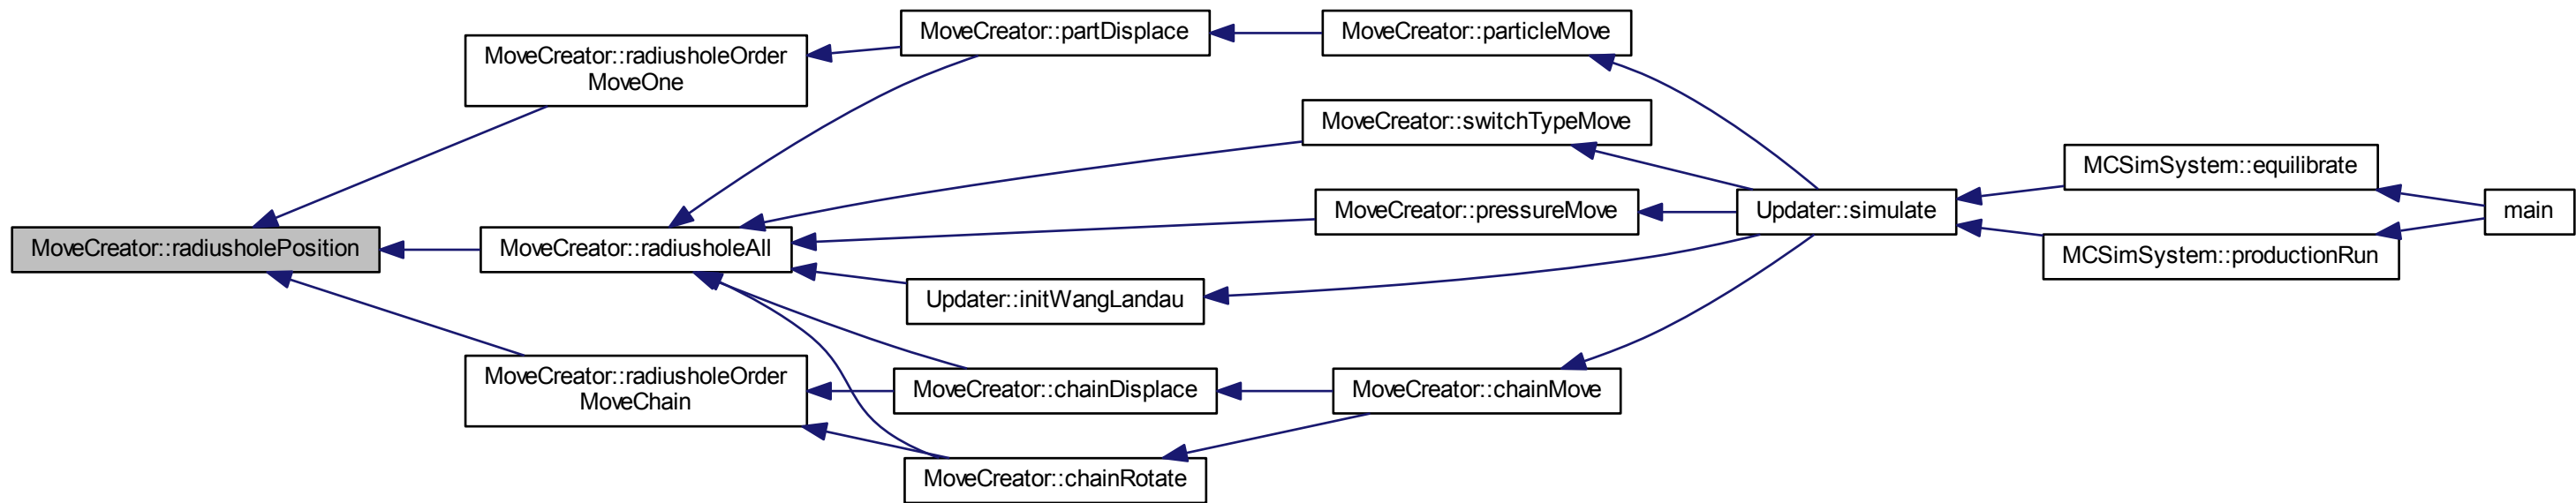 MoveCreator::partDisplace
MoveCreator::particleMove
MoveCreator::radiusholeOrder
MoveOne
MoveCreator::switchTypeMove
MCSimSystem::equilibrate
MoveCreator::pressureMove
Updater::simulate
main
MoveCreator::radiusholePosition
MoveCreator::radiusholeAll
MCSimSystem::productionRun
Updater::initWangLandau
MoveCreator::radiusholeOrder
MoveChain
MoveCreator::chainDisplace
MoveCreator::chainMove
MoveCreator::chainRotate